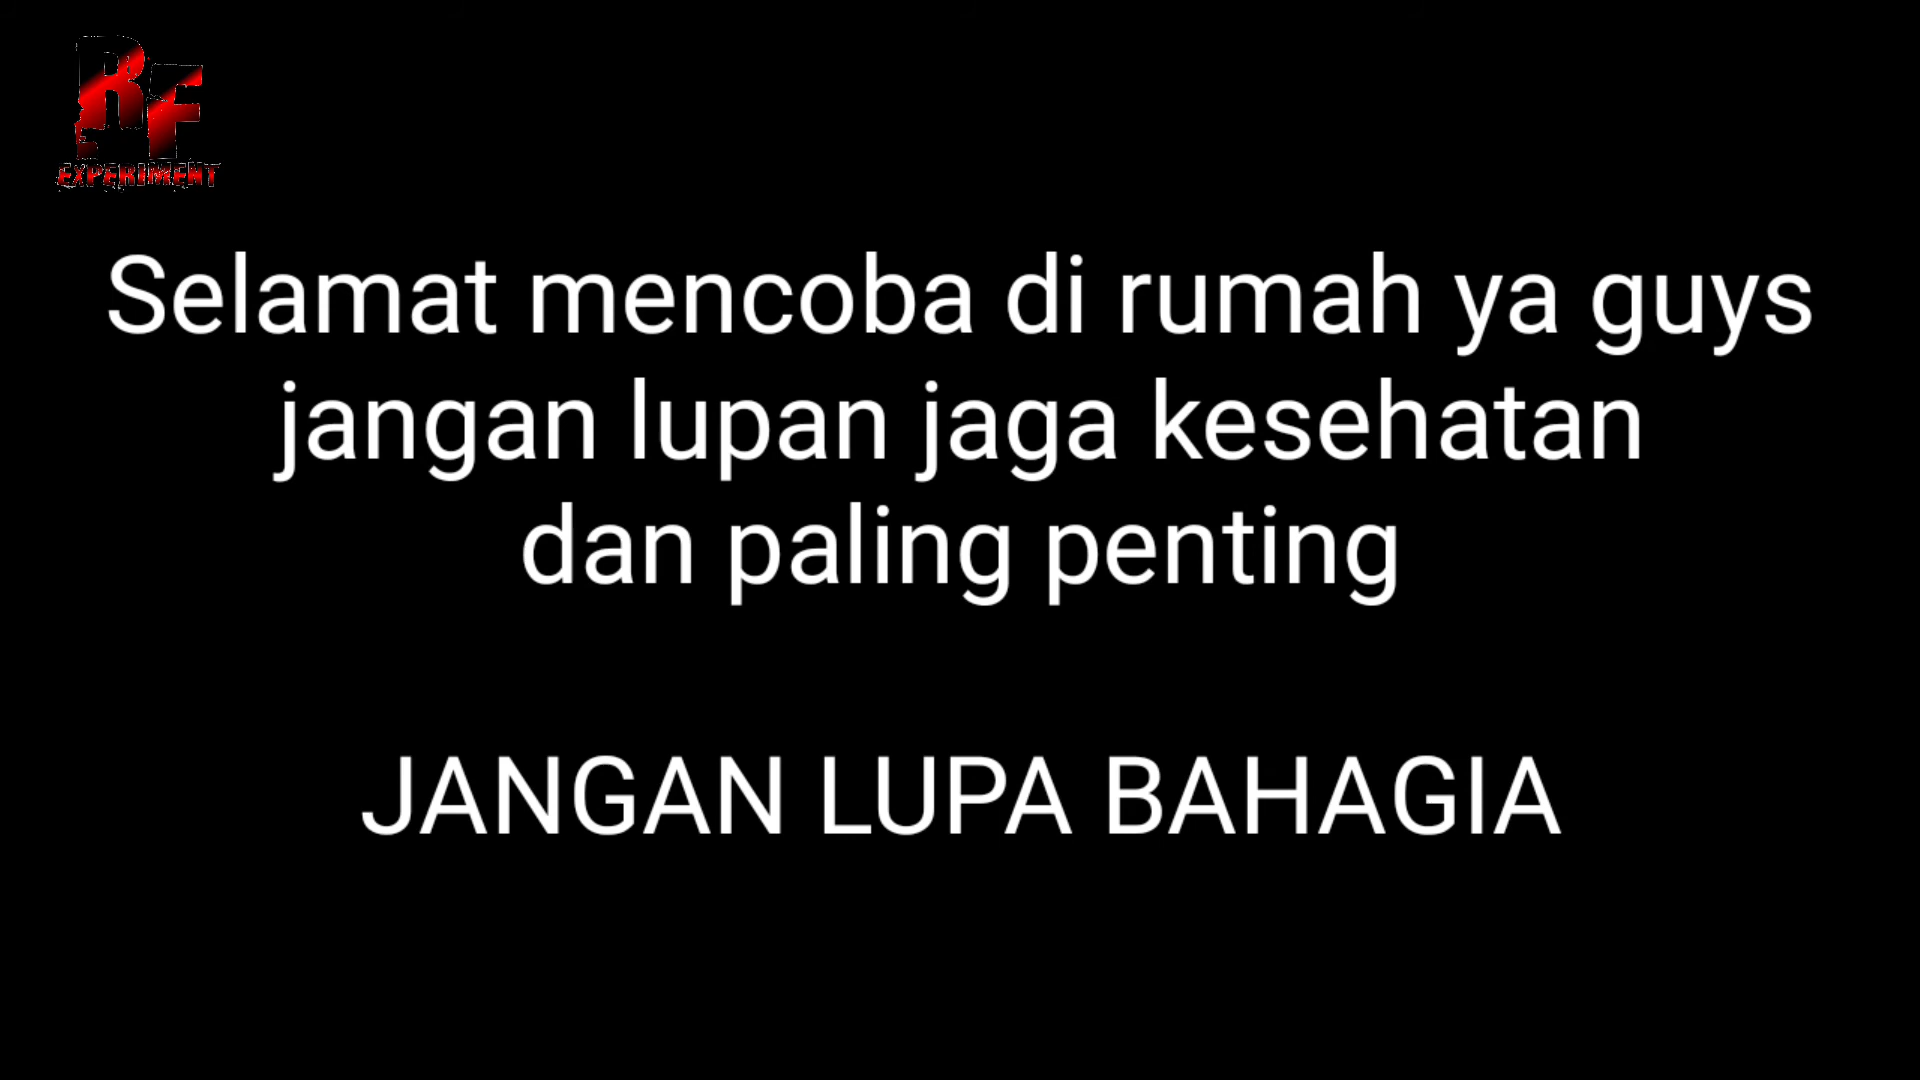 RF
EXPERIMENT
Selamat mencoba di rumah ya guys
jangan lupan jaga kesehatan
dan paling penting
JANGAN LUPA BAHAGIA